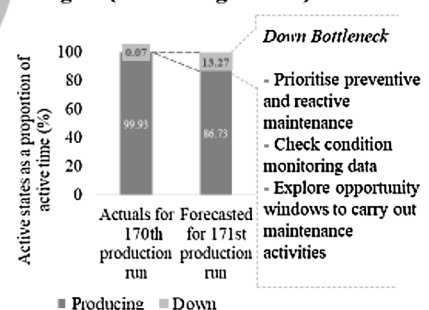 Down Bottleneck
- Prioritise preventive
and reactive
maintenance
- Check condition
monitoring data
- Explore opportunity
windows to carry out
maintenance
activities
Active states as a proportion of
active time (%)
100
80
60
40
20
0
0.07
99.93
13.27
86.73
Actuals for
170th
production
run
Forecasted
for 171st
production
run
Producing
Down